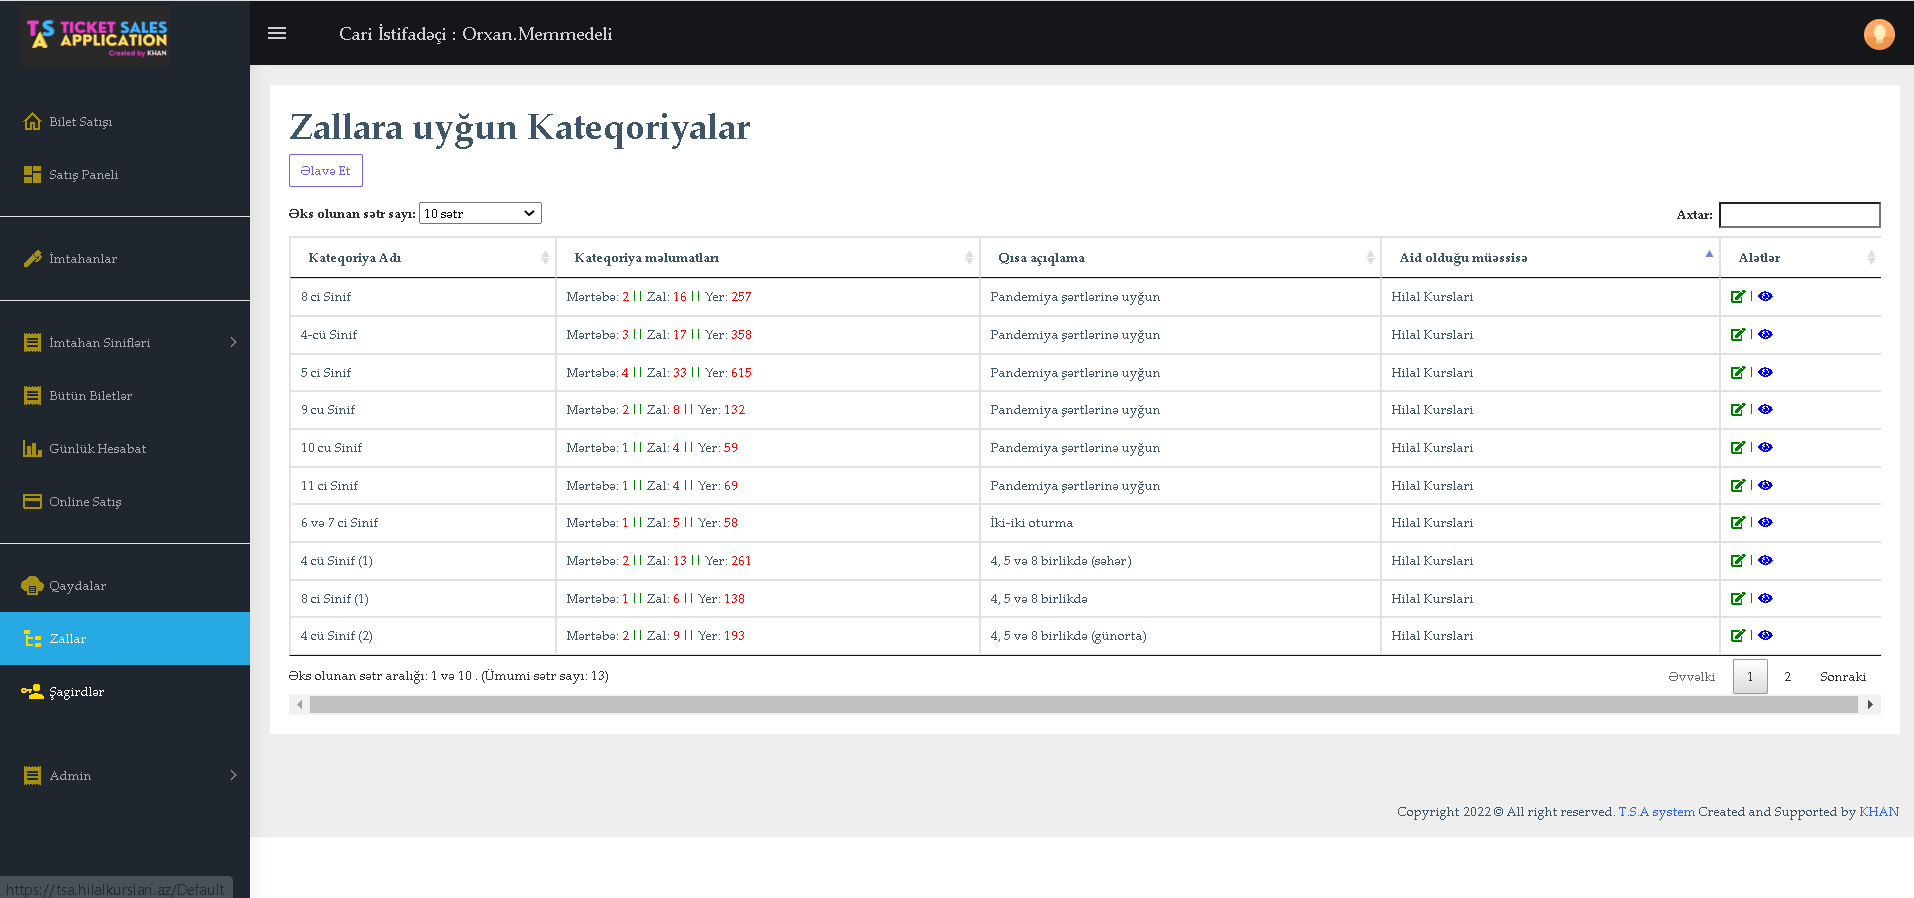 TAS TICKET SALES APPLICATION
Created by KHAN
Cari İstifadəçi : Orxan.Memmedeli
Bilet Satışı
Satış Paneli
İmtahanlar
İmtahan Sinifləri
Bütün Biletlər
Günlük Hesabat
Online Satış
Qaydalar
Zallar
Şagirdlər
Admin
https://tsa.hilalkurslari.az/Default
Zallara uyğun Kateqoriyalar
Əlavə Et
Əks olunan sətr sayı: 10 sətr
Axtar:
Kateqoriya Adı Kateqoriya məlumatları Qısa açıqlama Aid olduğu müəssisə Alətlər
8 ci Sinif Mərtəbə: 2 || Zal: 16 || Yer: 257 Pandemiya şərtlərinə uyğun Hilal Kurslari |
4-cü Sinif Mərtəbə: 3 || Zal: 17 || Yer: 358 Pandemiya şərtlərinə uyğun Hilal Kurslari |
5 ci Sinif Mərtəbə: 4 || Zal: 33 || Yer: 615 Pandemiya şərtlərinə uyğun Hilal Kurslari |
9 cu Sinif Mərtəbə: 2 || Zal: 8 || Yer: 132 Pandemiya şərtlərinə uyğun Hilal Kurslari |
10 cu Sinif Mərtəbə: 1 || Zal: 4 || Yer: 59 Pandemiya şərtlərinə uyğun Hilal Kurslari |
11 ci Sinif Mərtəbə: 1 || Zal: 4 || Yer: 69 Pandemiya şərtlərinə uyğun Hilal Kurslari |
6 və 7 ci Sinif Mərtəbə: 1 || Zal: 5 || Yer: 58 İki-iki oturma Hilal Kurslari |
4 cü Sinif (1) Mərtəbə: 2 || Zal: 13 || Yer: 261 4, 5 və 8 birlikdə (səhər) Hilal Kurslari |
8 ci Sinif (1) Mərtəbə: 1 || Zal: 6 || Yer: 138 4, 5 və 8 birlikdə Hilal Kurslari |
4 cü Sinif (2) Mərtəbə: 2 || Zal: 9 || Yer: 193 4, 5 və 8 birlikdə (günorta) Hilal Kurslari |
Əks olunan sətr aralığı: 1 və 10 . (Ümumi sətr sayı: 13)
Əvvəlki 1 2 Sonraki
Copyright 2022 © All right reserved. T.S.A system Created and Supported by KHAN